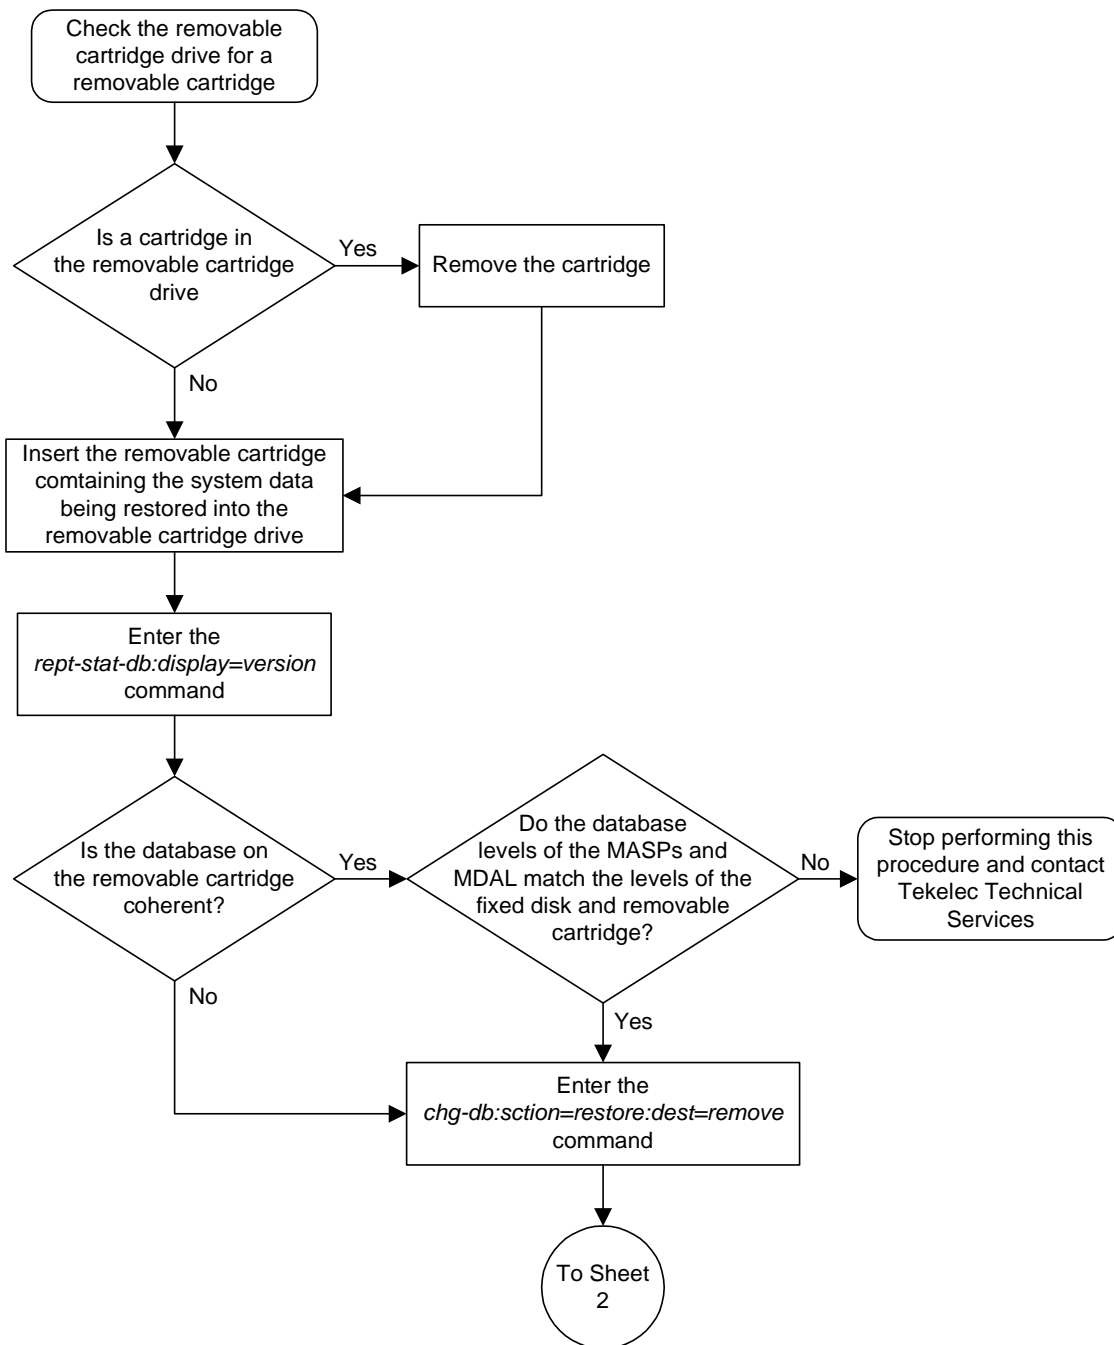 Check the removable
cartridge drive for a
removable cartridge
Is a cartridge in
the removable cartridge
drive
Yes
Remove the cartridge
No
Insert the removable cartridge
comtaining the system data
being restored into the
removable cartridge drive
Enter the
rept-stat-db:display=version
command
Is the database on
the removable cartridge
coherent?
Yes
Do the database
levels of the MASPs and
MDAL match the levels of the
fixed disk and removable
cartridge?
No
Stop performing this
procedure and contact
Tekelec Technical
Services
No
Yes
Enter the
chg-db:sction=restore:dest=remove
command
To Sheet
2